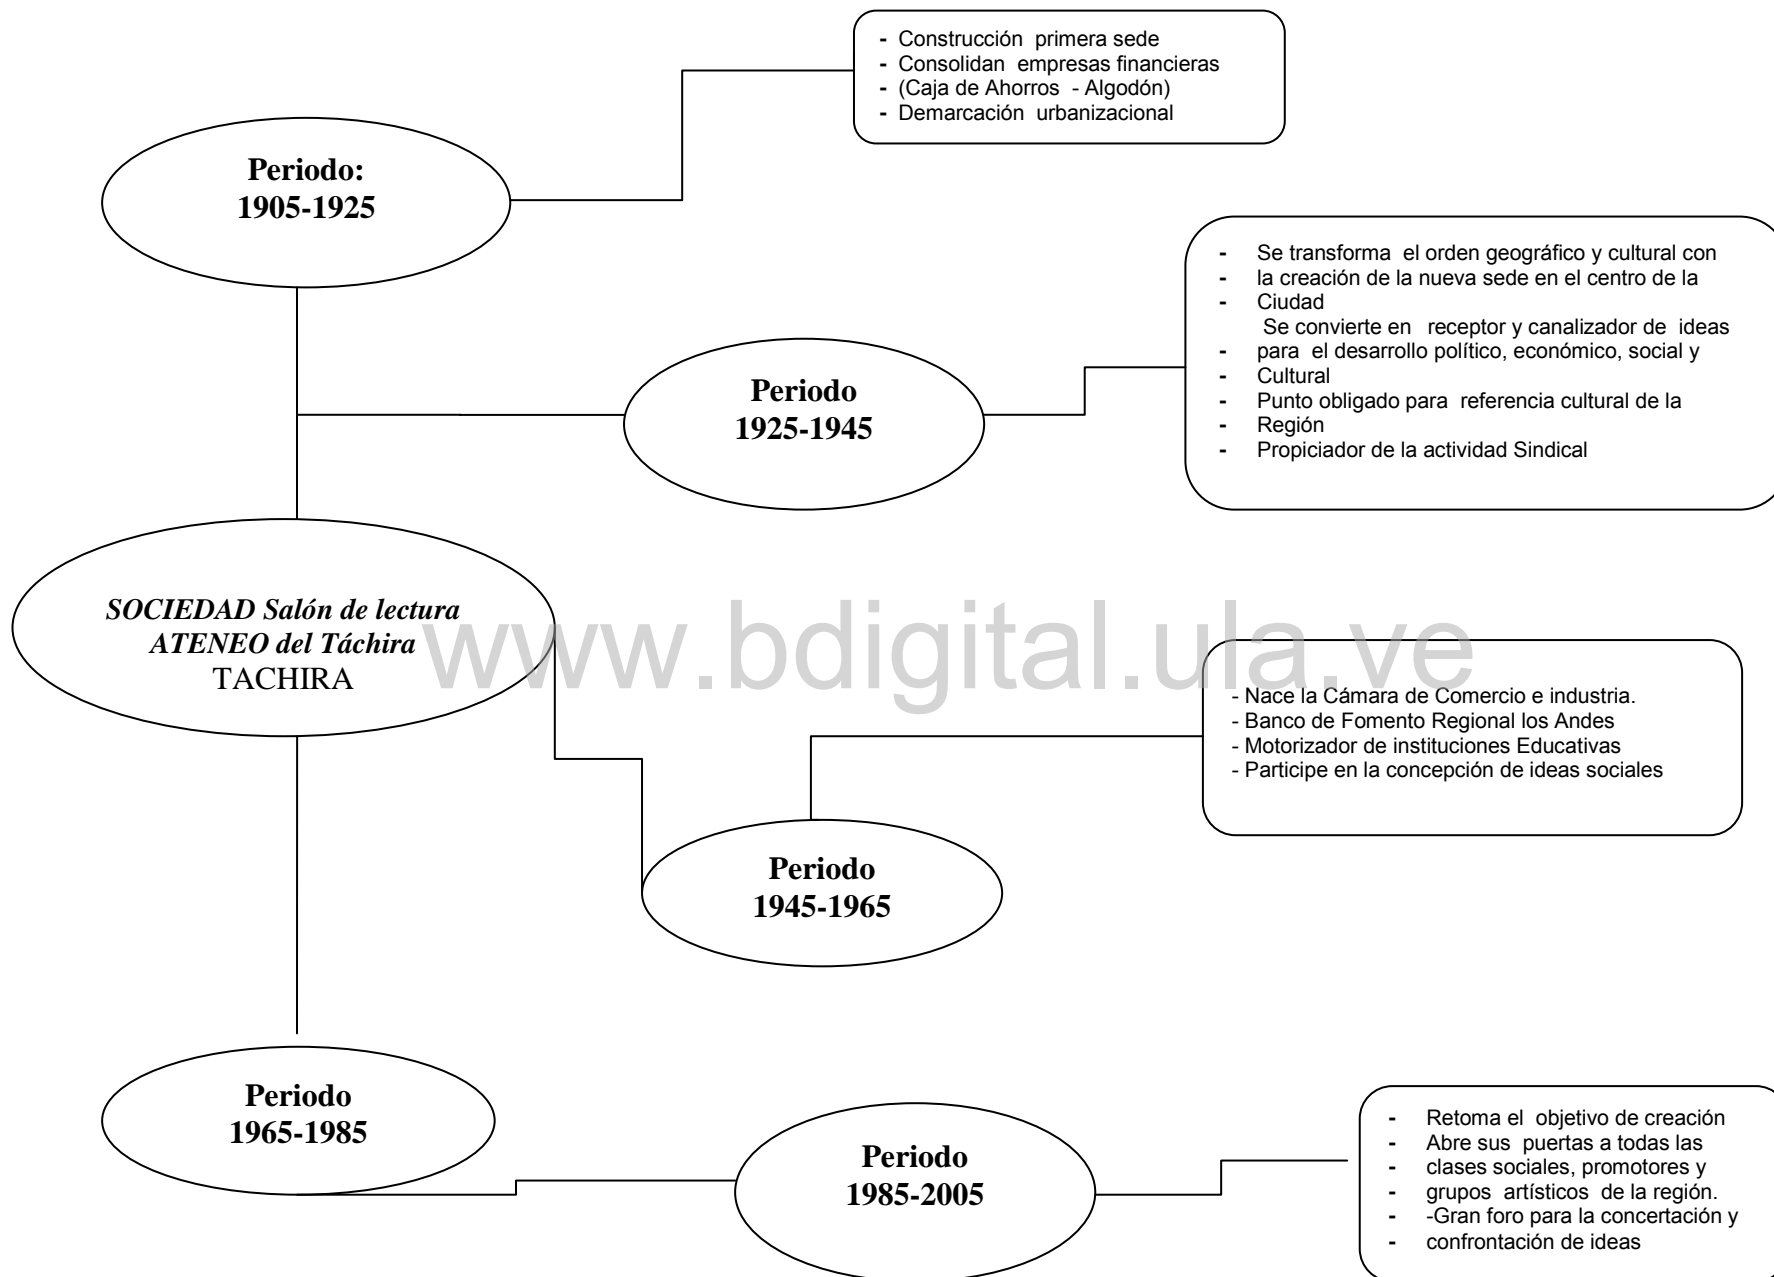 - Construcción primera sede
- Consolidan empresas financieras
- (Caja de Ahorros - Algodón)
- Demarcación urbanizacional
Periodo:
1905-1925
- Se transforma el orden geográfico y cultural con
- la creación de la nueva sede en el centro de la
- Ciudad
Se convierte en receptor y canalizador de ideas
- para el desarrollo político, económico, social y
- Cultural
- Punto obligado para referencia cultural de la
- Región
- Propiciador de la actividad Sindical
Periodo
1925-1945
SOCIEDAD Salón de lectura
ATENEO del Táchira
TACHIRA
www.bdigital.ula.ve
- Nace la Cámara de Comercio e industria.
- Banco de Fomento Regional los Andes
- Motorizador de instituciones Educativas
- Participe en la concepción de ideas sociales
Periodo
1945-1965
Periodo
1965-1985
Periodo
1985-2005
- Retoma el objetivo de creación
- Abre sus puertas a todas las
- clases sociales, promotores y
- grupos artísticos de la región.
- -Gran foro para la concertación y
- confrontación de ideas